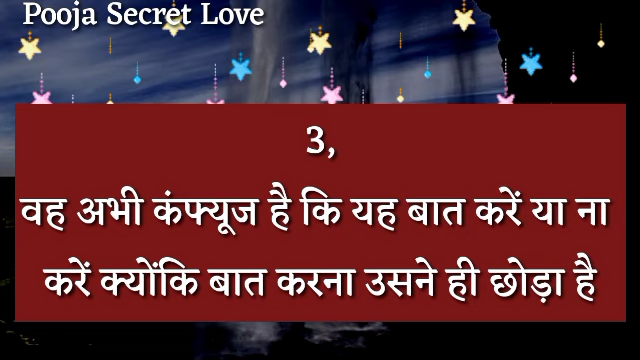 Pooja Secret Love
3,
वह अभी कंफ्यूज है कि यह बात करें या ना
करें क्योंकि बात करना उसने ही छोड़ा है